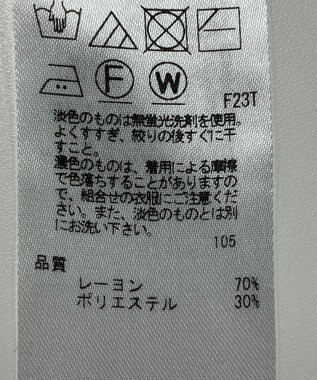 F
W
F23T
淡色のものは無蛍光洗剤を使用。
よくすすぎ、絞りの後すぐに干
すこと。
濃色のものは、着用による摩擦
で色落ちすることがありますの
で、組合せの衣服にご注意くだ
さい。また、淡色のものとは別
にお洗い下さい。
105
品質
レーヨン 70%
ポリエステル 30%